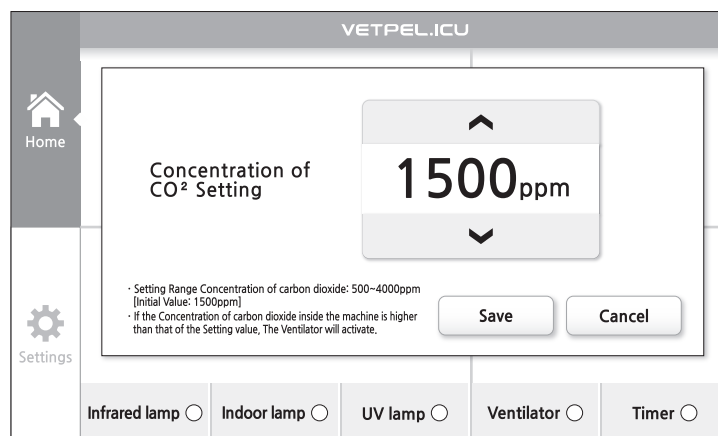 VETPEL.ICU
Home
Concentration of
CO² Setting
1500ppm
· Setting Range Concentration of carbon dioxide: 500~4000ppm
[Initial Value: 1500ppm]
· If the Concentration of carbon dioxide inside the machine is higher
than that of the Setting value, The Ventilator will activate.
Save
Cancel
Settings
Infrared lamp
Indoor lamp
UV lamp
Ventilator
Timer